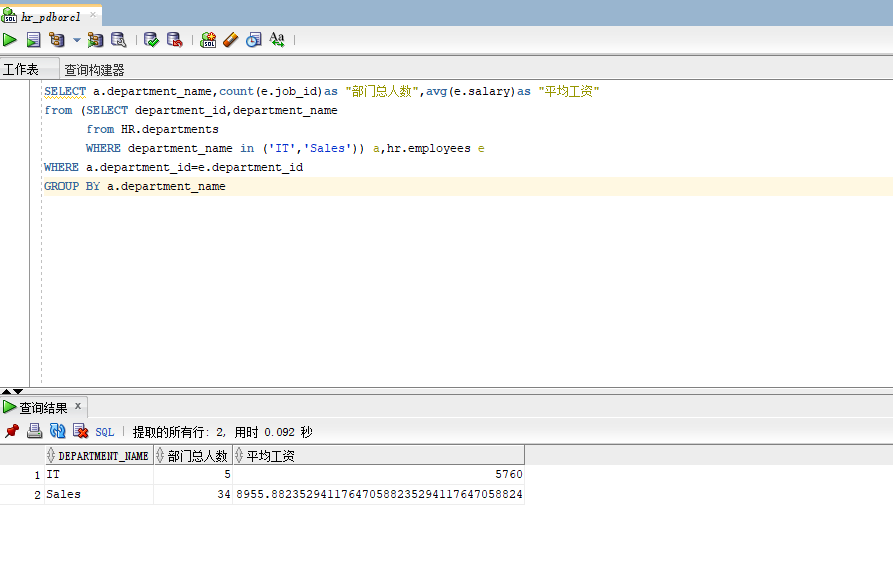 hr_pdborcl
工作表 查询构建器
SELECT a.department_name,count(e.job_id)as "部门总人数",avg(e.salary)as "平均工资"
from (SELECT department_id,department_name
from HR.departments
WHERE department_name in ('IT','Sales')) a,hr.employees e
WHERE a.department_id=e.department_id
GROUP BY a.department_name
查询结果 x
SQL | 提取的所有行: 2, 用时 0.092 秒
DEPARTMENT_NAME 部门总人数 平均工资
1 IT 5 5760
2 Sales 34 8955.88235294117647058823529411764705882​4